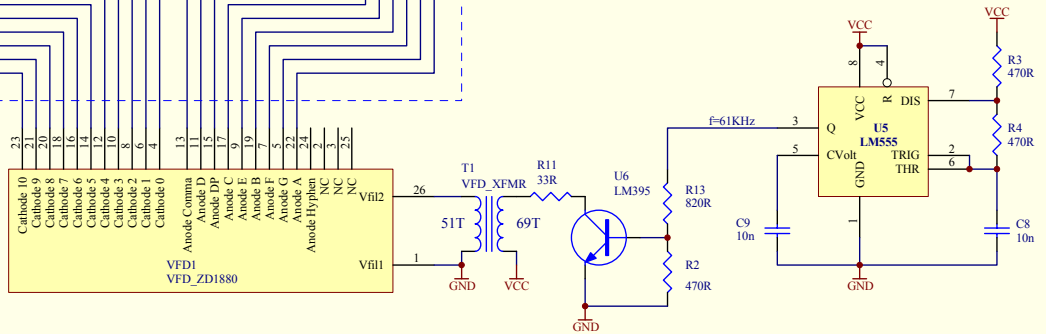 23
21
20
18
16
14
12
10
8
6
4
13
11
15
17
9
19
7
5
22
24
2
3
25
Cathode 10
Cathode 9
Cathode 8
Cathode 7
Cathode 6
Cathode 5
Cathode 4
Cathode 3
Cathode 2
Cathode 1
Cathode 0
Anode Comma
Anode D
Anode DP
Anode C
Anode E
Anode B
Anode F
Anode G
Anode A
Anode Hyphen
NC
NC
NC
Vfil2
26
Vfil1
1
VFD1
VFD_ZD1880
GND
T1
VFD_XFMR
51T
69T
VCC
R11
33R
U6
LM395
GND
R13
820R
R2
470R
f=61KHz
3
5
C9
10n
VCC
8
4
VCC
R
Q
CVolt
U5
LM555
GND
DIS
TRIG
THR
7
2
6
1
GND
VCC
R3
470R
R4
470R
C8
10n